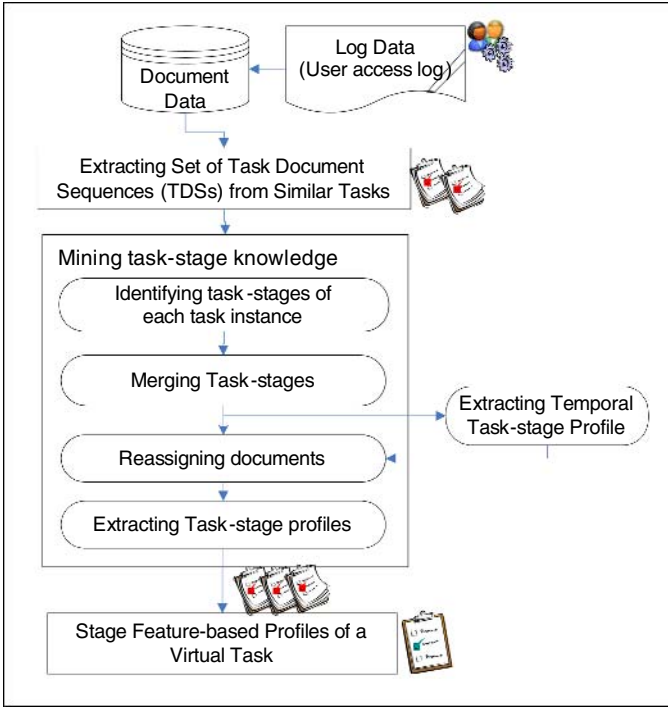 Document
Data
Log Data
(User access log)
Extracting Set of Task Document
Sequences (TDSs) from Similar Tasks
Mining task-stage knowledge
Identifying task-stages of
each task instance
Merging Task-stages
Extracting Temporal
Task-stage Profile
Reassigning documents
Extracting Task-stage profiles
Stage Feature-based Profiles of a
Virtual Task